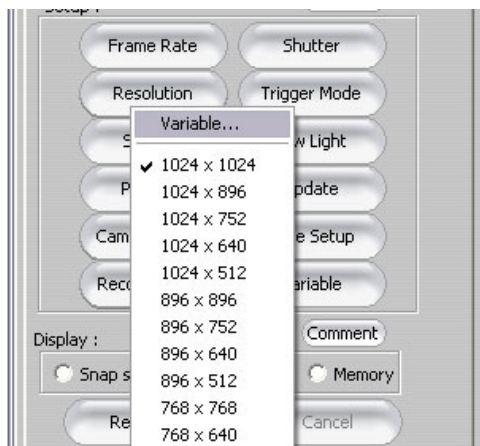 Setup :
Frame Rate Shutter
Resolution Trigger Mode
Variable...
Light
1024 x 1024
1024 x 896
1024 x 752
Cam Setup
1024 x 640
1024 x 512
896 x 896
896 x 752
Display : Comment
896 x 640
Snap Memory
896 x 512
768 x 768
Cancel
768 x 640